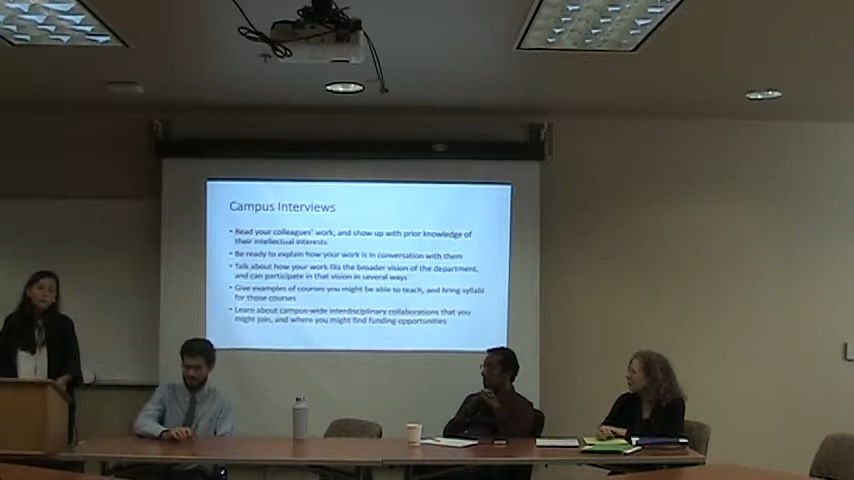 Campus Interviews
• Read your colleagues' work, and show up with prior knowledge of
their intellectual interests
• Be ready to explain how your work is in conversation with them
• Talk about how your work fits the broader vision of the department,
and can participate in that vision in several ways
• Give examples of courses you might be able to teach, and bring syllabi
for those courses
• Learn about campus-wide interdisciplinary collaborations that you
might join, and where you might find funding opportunities